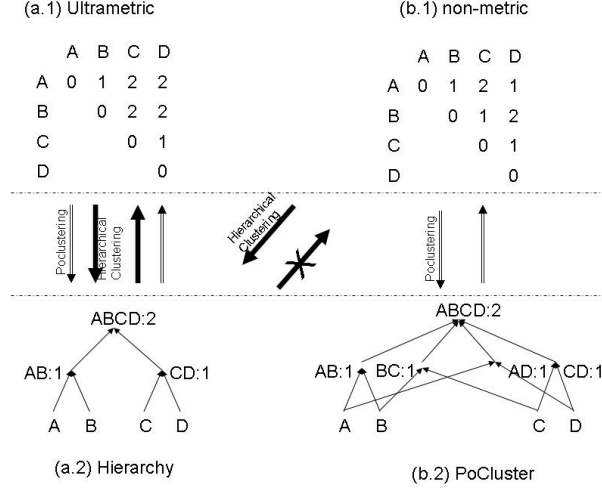 (a.1) Ultrametric
(b.1) non-metric
A B C D
A 0 1 2 2
B 0 2 2
C 0 1
D 0
A B C D
A 0 1 2 1
B 0 1 2
C 0 1
D 0
Poclustering
Hierarchical
Clustering
Hierarchical
Clustering
Poclustering
ABCD:2
AB:1 CD:1
A B C D
(a.2) Hierarchy
ABCD:2
AB:1 BC:1 AD:1 CD:1
A B C D
(b.2) PoCluster